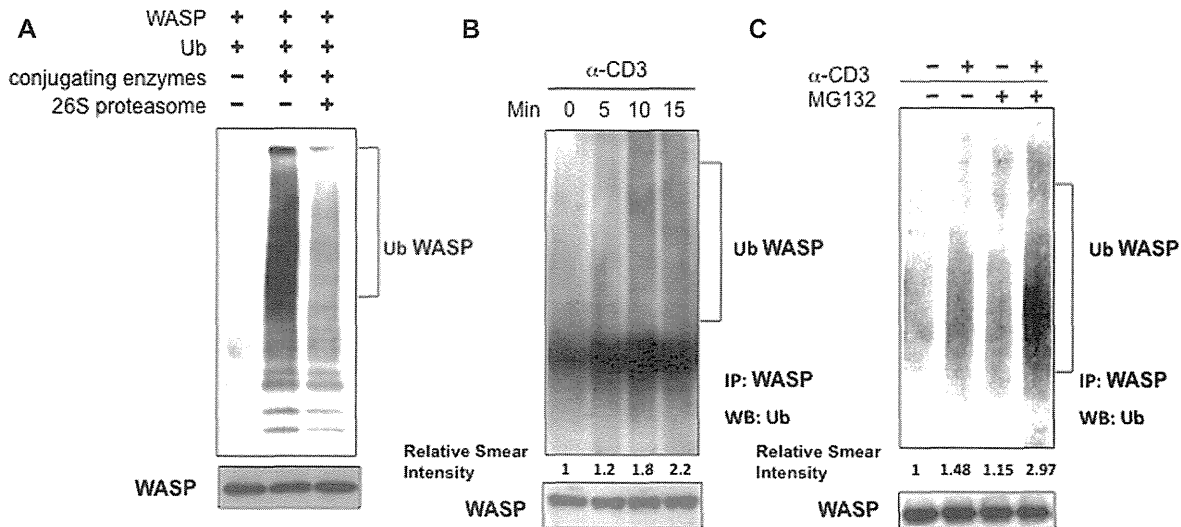 A
WASP + + +
Ub + + +
conjugating enzymes - + +
26S proteasome - - +
Ub WASP
WASP
B
α-CD3
Min 0 5 10 15
Ub WASP
IP: WASP
WB: Ub
Relative Smear
Intensity 1 1.2 1.8 2.2
WASP
C
α-CD3 - + - +
MG132 - - + +
Ub WASP
IP: WASP
WB: Ub
Relative Smear
Intensity 1 1.48 1.15 2.97
WASP